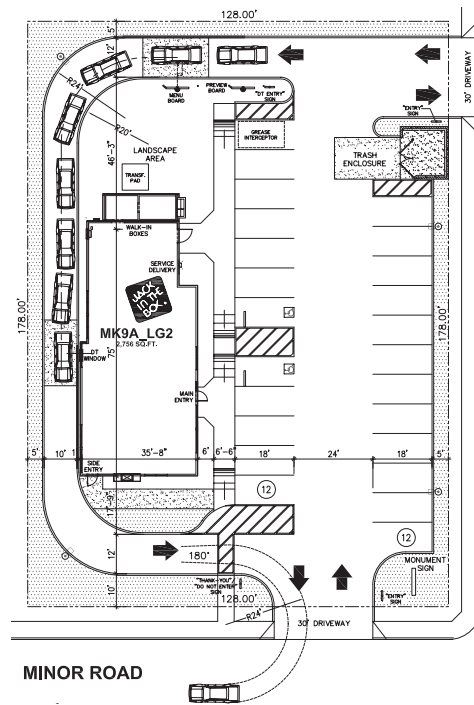 128.00'
5'
12'
30' DRIVEWAY
R24'
MENU
BOARD
PREVIEW
BOARD
"DT ENTRY"
SIGN
"ENTRY"
SIGN
R20'
46'-3"
LANDSCAPE
AREA
GREASE
INTERCEPTOR
TRASH
ENCLOSURE
TRANSF.
PAD
WALK-IN
BOXES
SERVICE
DELIVERY
JACK
IN THE
BOX
178.00'
178.00'
MK9A_LG2
2,756 SQ.FT.
75'
DT
WINDOW
MAIN
ENTRY
5'
10'
1'
35'-8"
6'
6'-6"
18'
24'
18'
5'
SIDE
ENTRY
17'-9"
12
12
12'
180°
MONUMENT
SIGN
"THANK-YOU"
"DO NOT ENTER"
SIGN
"ENTRY"
SIGN
10'
128.00'
R24'
30' DRIVEWAY
MINOR ROAD